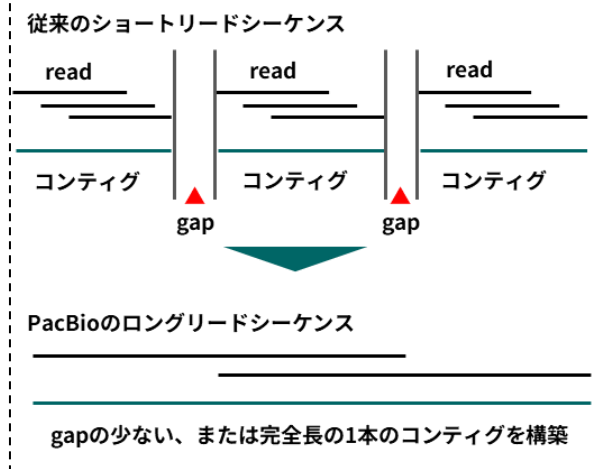 従来のショートリードシーケンス
read read read
コンティグ コンティグ コンティグ
gap gap
PacBioのロングリードシーケンス
gapの少ない、または完全長の1本のコンティグを構築